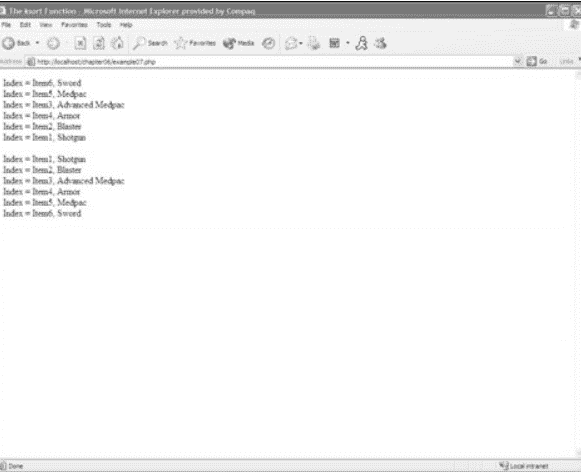 The ksort Function - Microsoft Internet Explorer provided by Compaq
File Edit View Favorites Tools Help
Back Search Favorites Media
Address http://localhost/chapter06/example07.php Go Links
Index = Item6, Sword
Index = Item5, Medpac
Index = Item3, Advanced Medpac
Index = Item4, Armor
Index = Item2, Blaster
Index = Item1, Shotgun
Index = Item1, Shotgun
Index = Item2, Blaster
Index = Item3, Advanced Medpac
Index = Item4, Armor
Index = Item5, Medpac
Index = Item6, Sword
Done Local intranet